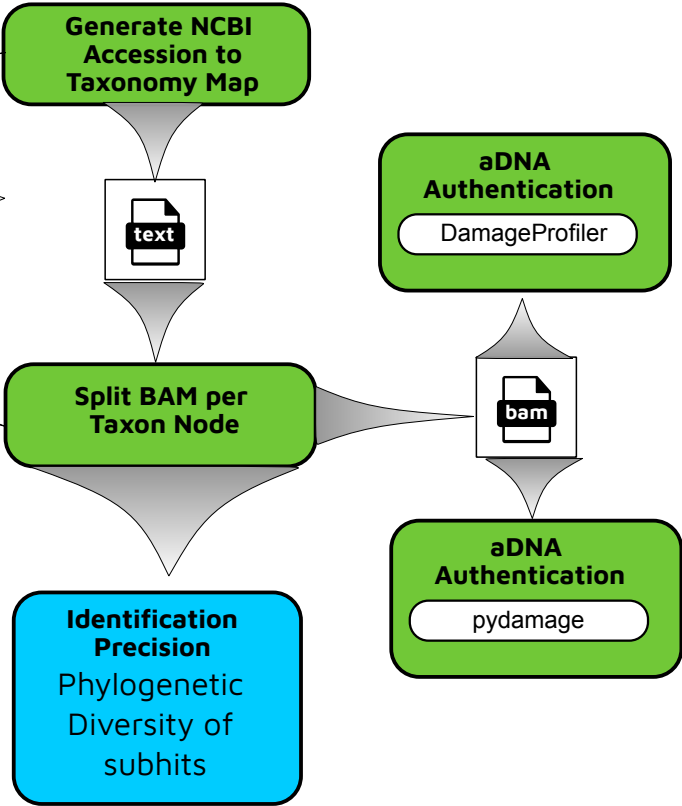 Generate NCBI
Accession to
Taxonomy Map
text
aDNA
Authentication
DamageProfiler
Split BAM per
Taxon Node
bam
aDNA
Authentication
pydamage
Identification
Precision
Phylogenetic
Diversity of
subhits